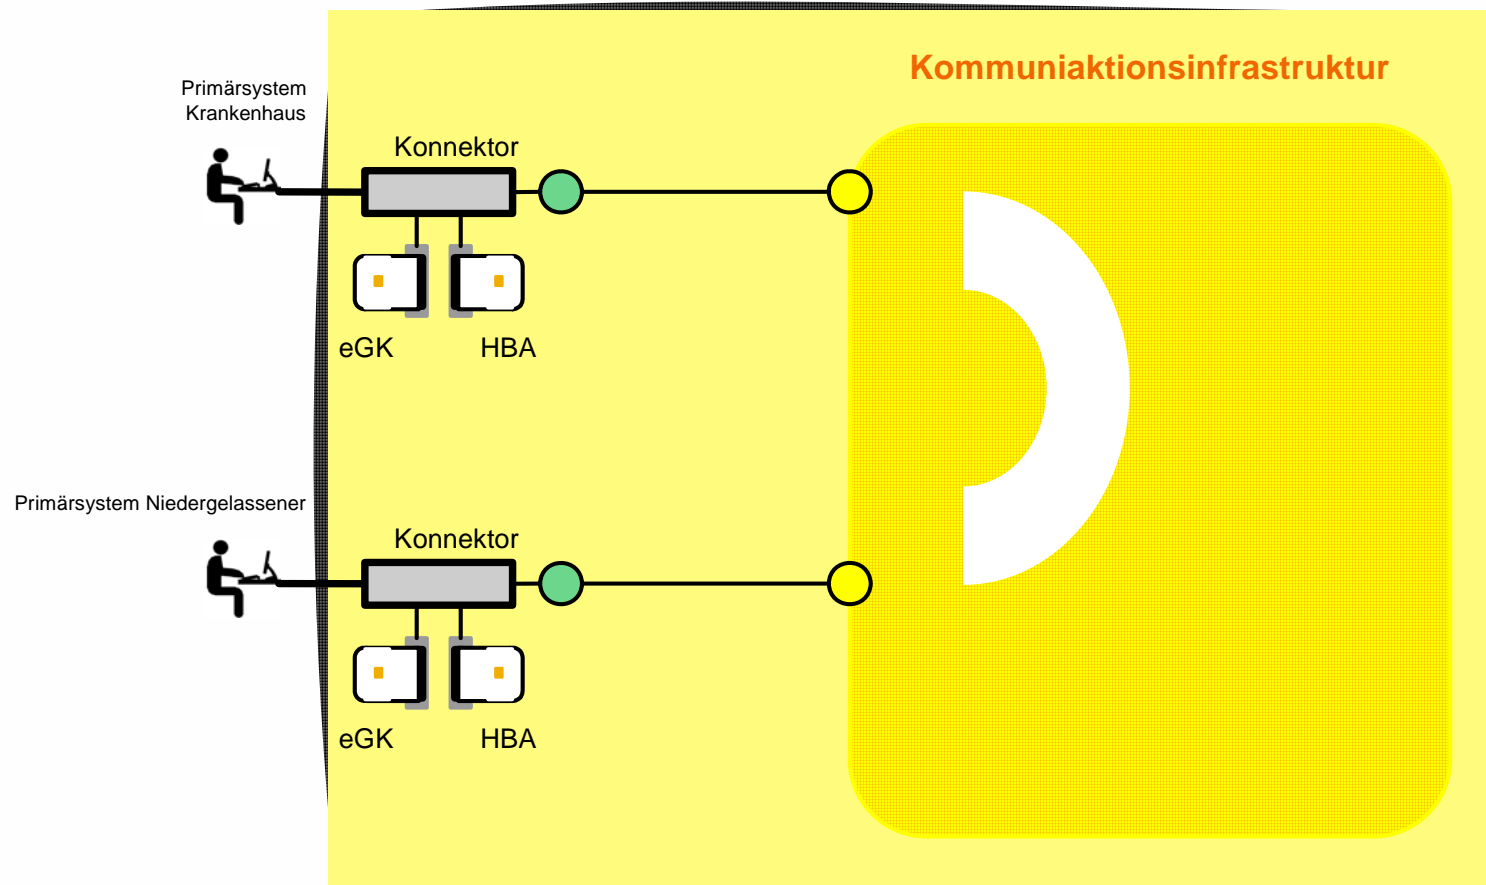 Kommuniaktionsinfrastruktur
Primärsystem
Krankenhaus
Konnektor
eGK
HBA
Primärsystem Niedergelassener
Konnektor
eGK
HBA